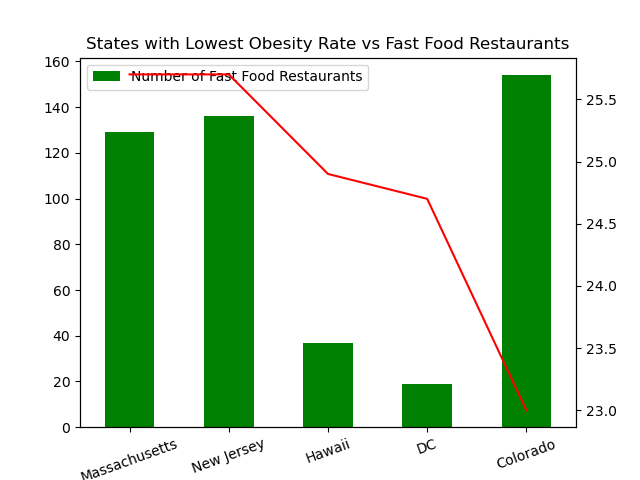 States with Lowest Obesity Rate vs Fast Food Restaurants
Number of Fast Food Restaurants
160
140
120
100
80
60
40
20
0
25.5
25.0
24.5
24.0
23.5
23.0
Massachusetts
New Jersey
Hawaii
DC
Colorado